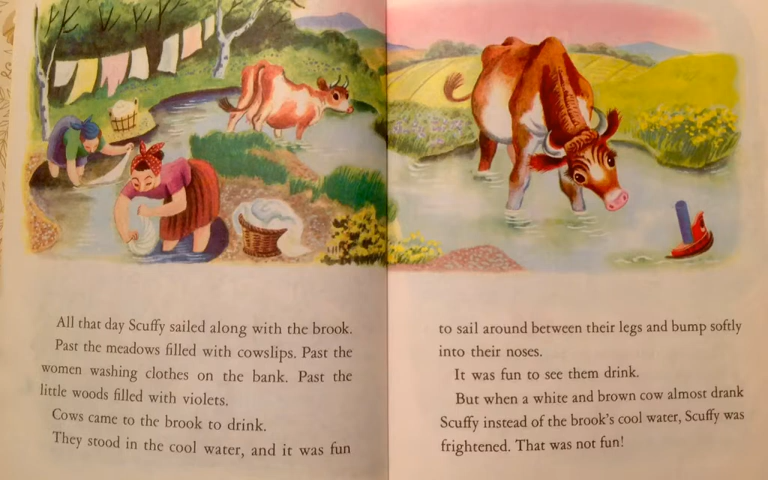 All that day Scuffy sailed along with the brook.
Past the meadows filled with cowslips. Past the
women washing clothes on the bank. Past the
little woods filled with violets.
Cows came to the brook to drink.
They stood in the cool water, and it was fun
to sail around between their legs and bump softly
into their noses.
It was fun to see them drink.
But when a white and brown cow almost drank
Scuffy instead of the brook's cool water, Scuffy was
frightened. That was not fun!